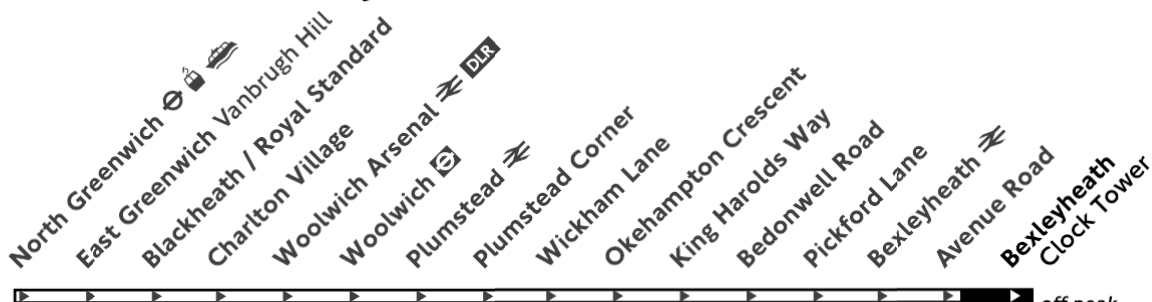 North Greenwich
East Greenwich Vanbrugh Hill
Blackheath / Royal Standard
Charlton Village
Woolwich Arsenal DLR
Woolwich
Plumstead
Plumstead Corner
Wickham Lane
Okehampton Crescent
King Harolds Way
Bedonwell Road
Pickford Lane
Bexleyheath
Avenue Road
Bexleyheath
Clock Tower
off-peak